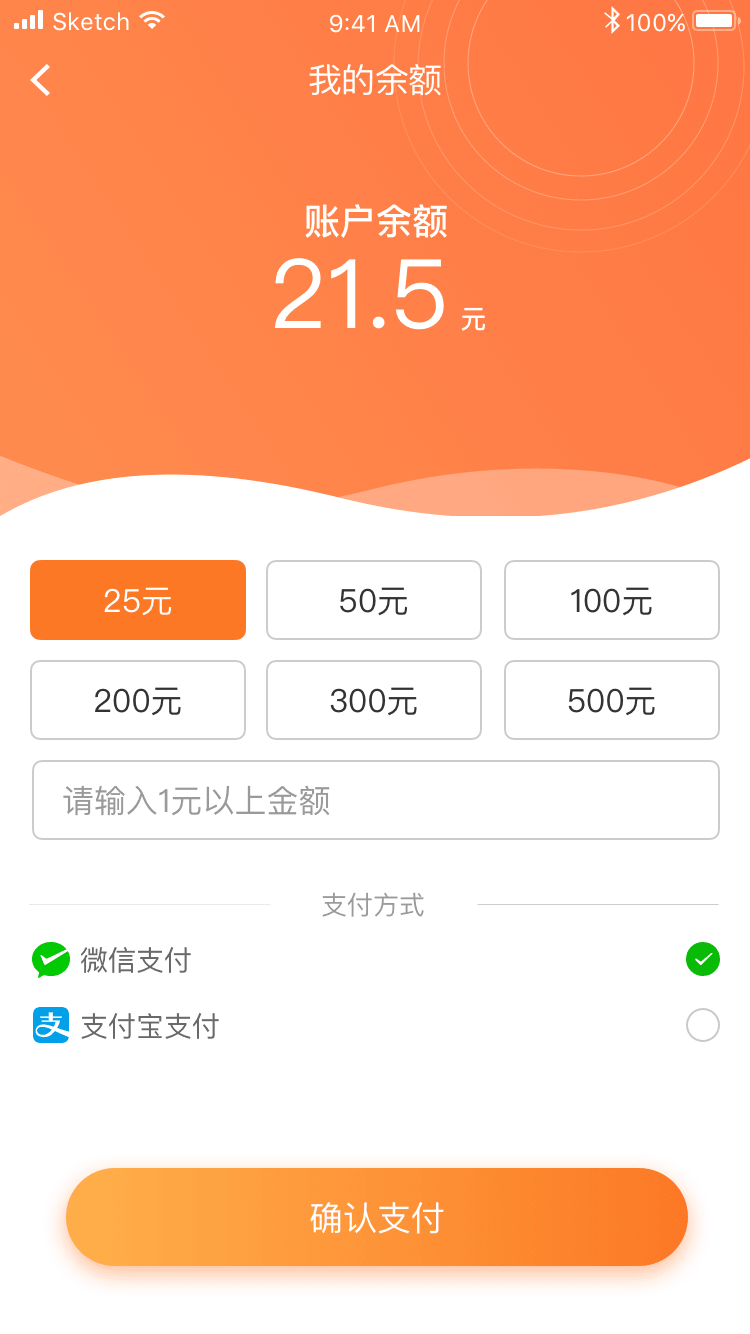 Sketch 9:41 AM 100%
我的余额
账户余额
21.5 元
25元 50元 100元
200元 300元 500元
请输入1元以上金额
支付方式
微信支付
支 支付宝支付
确认支付